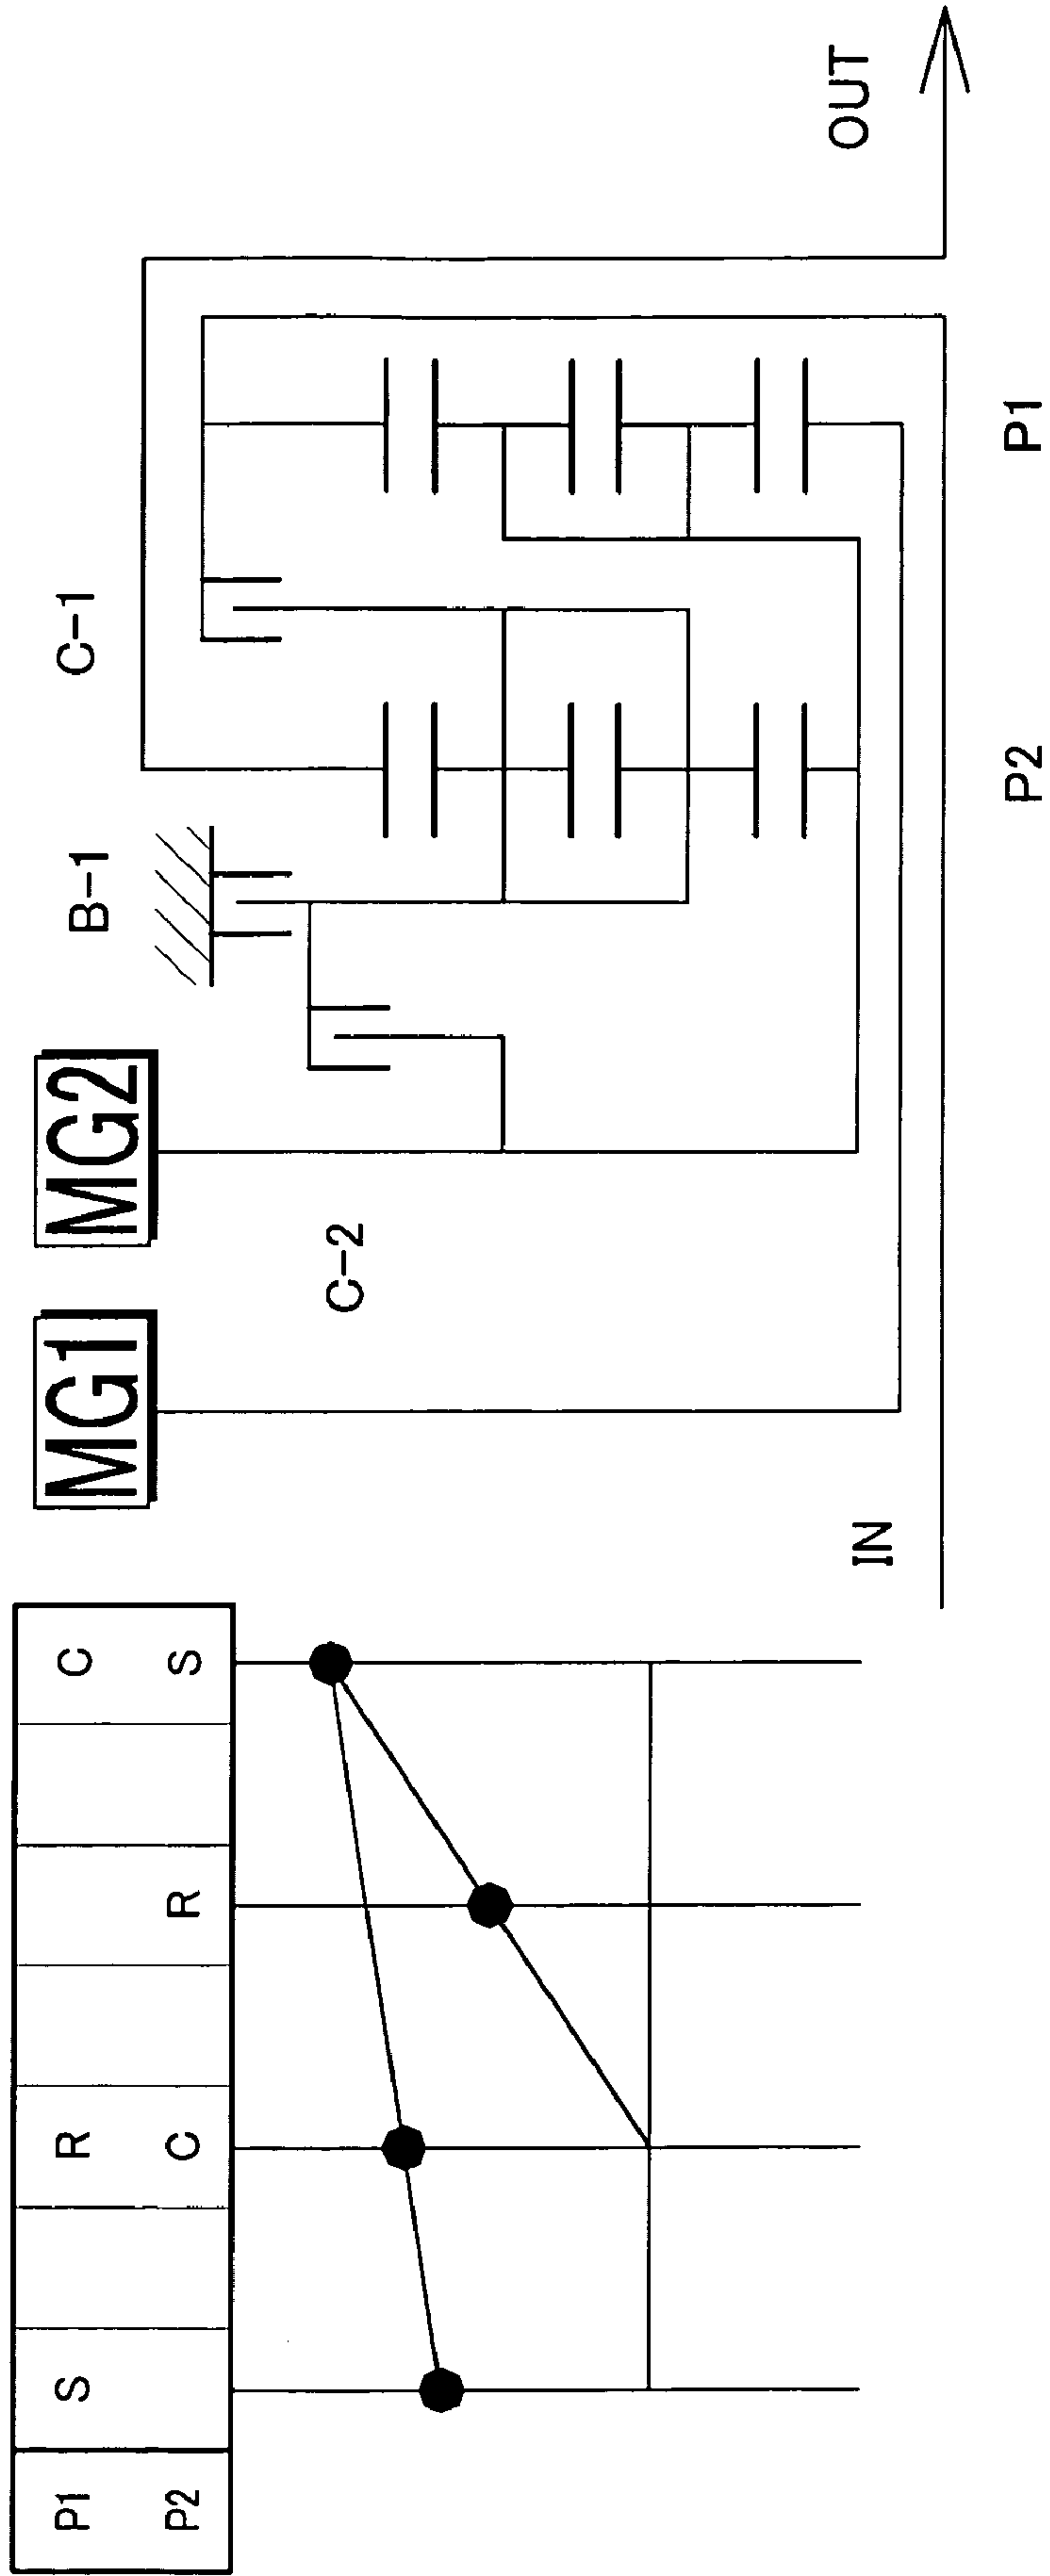 P1 S R C
P2 C R S
MG1
MG2
B-1
C-1
C-2
IN
OUT
P2
P1